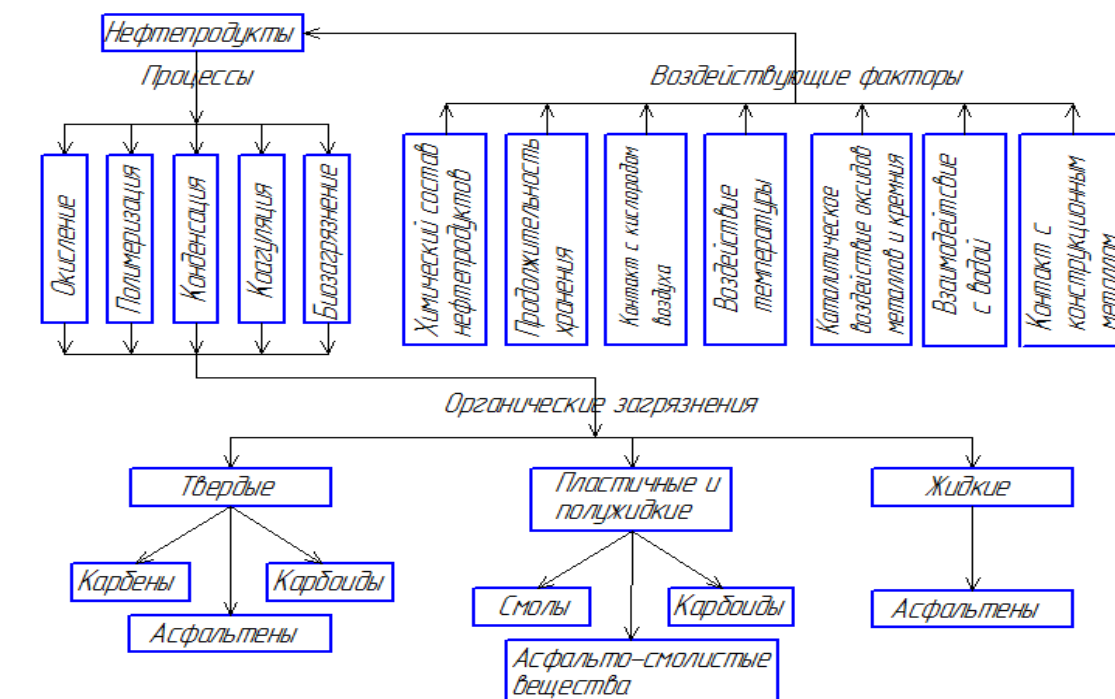 Нефтепродукты
Процессы
Воздействующие факторы
Окисление
Полимеризация
Конденсация
Коагуляция
Биозагрязнение
Химический состав
нефтепродуктов
Продолжительность
хранения
Контакт с кислородом
воздуха
Воздействие
температуры
Каталитическое
воздействие оксидов
металлов и кремния
Взаимодействие
с водой
Контакт с
конструкционным
металлом
Органические загрязнения
Твердые
Пластичные и
полужидкие
Жидкие
Карбены
Карбоиды
Асфальтены
Смолы
Карбоиды
Асфальто-смолистые
вещества
Асфальтены